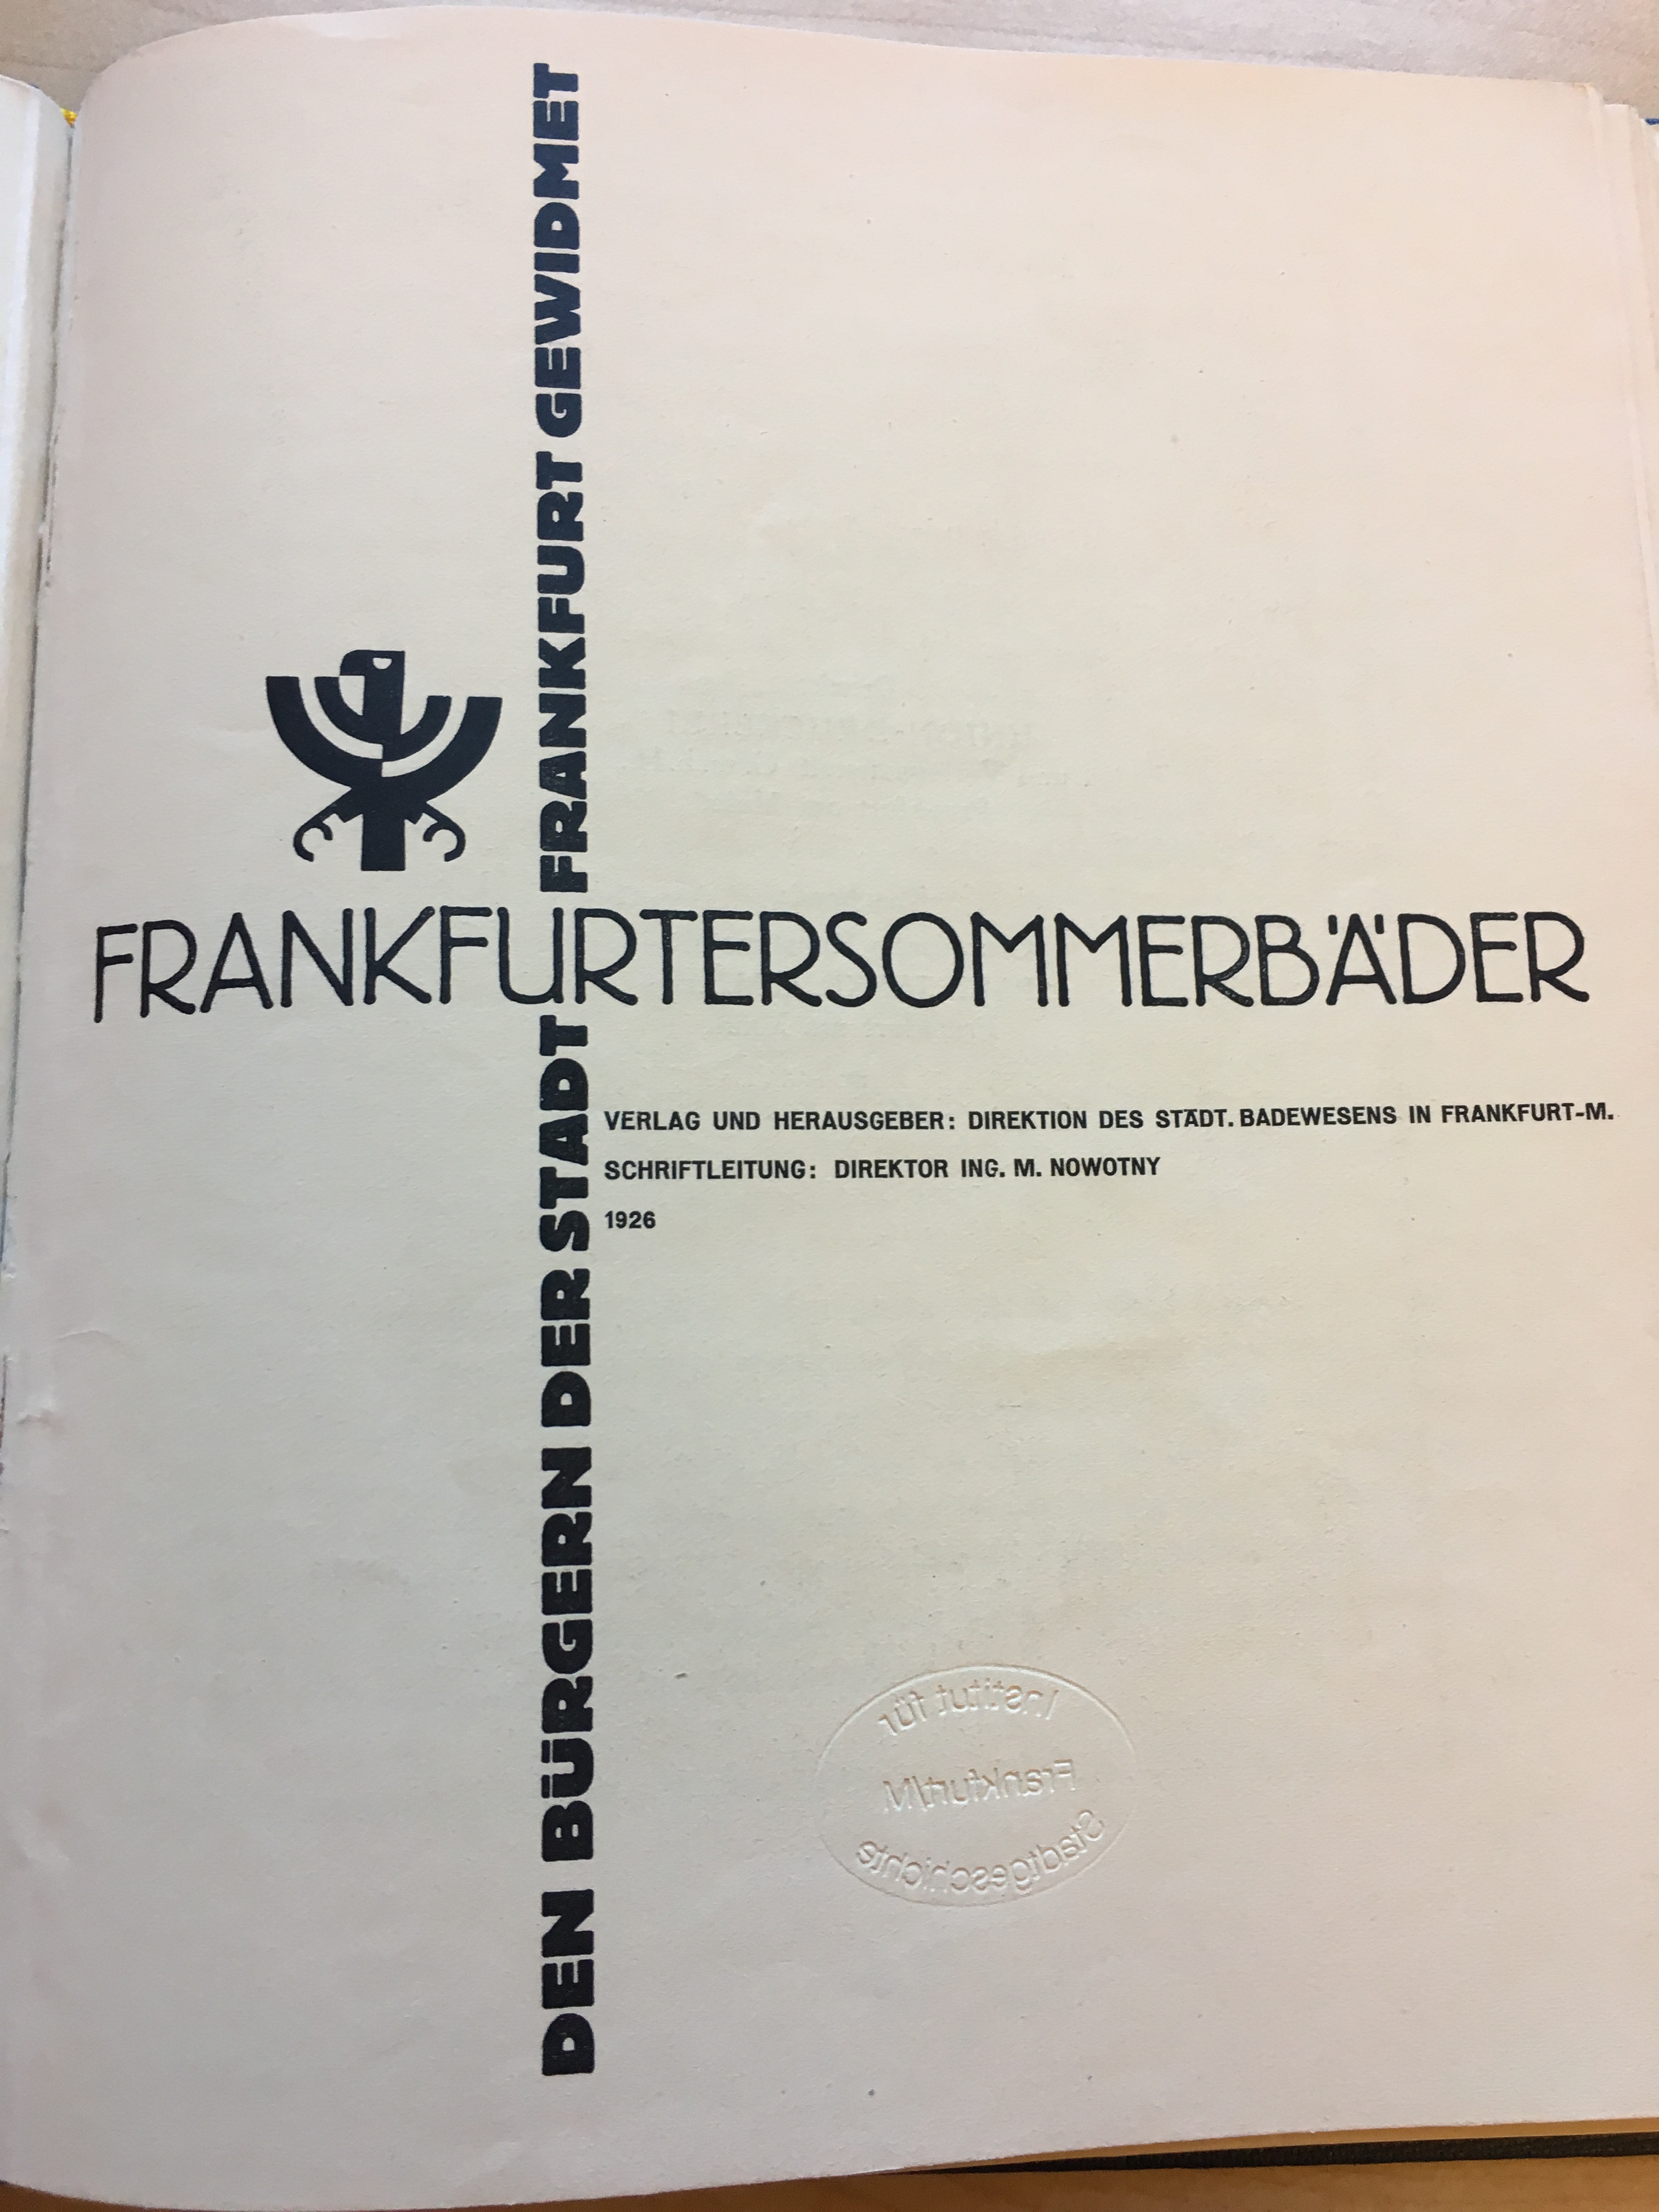 DEN BÜRGERN DER STADT FRANKFURT GEWIDMET
FRANKFURTERSOMMERBÄDER
VERLAG UND HERAUSGEBER: DIREKTION DES STÄDT. BADEWESENS IN FRANKFURT-M.
SCHRIFTLEITUNG: DIREKTOR ING. M. NOWOTNY
1926
Institut für
Frankfurt/M
Stadtgeschichte